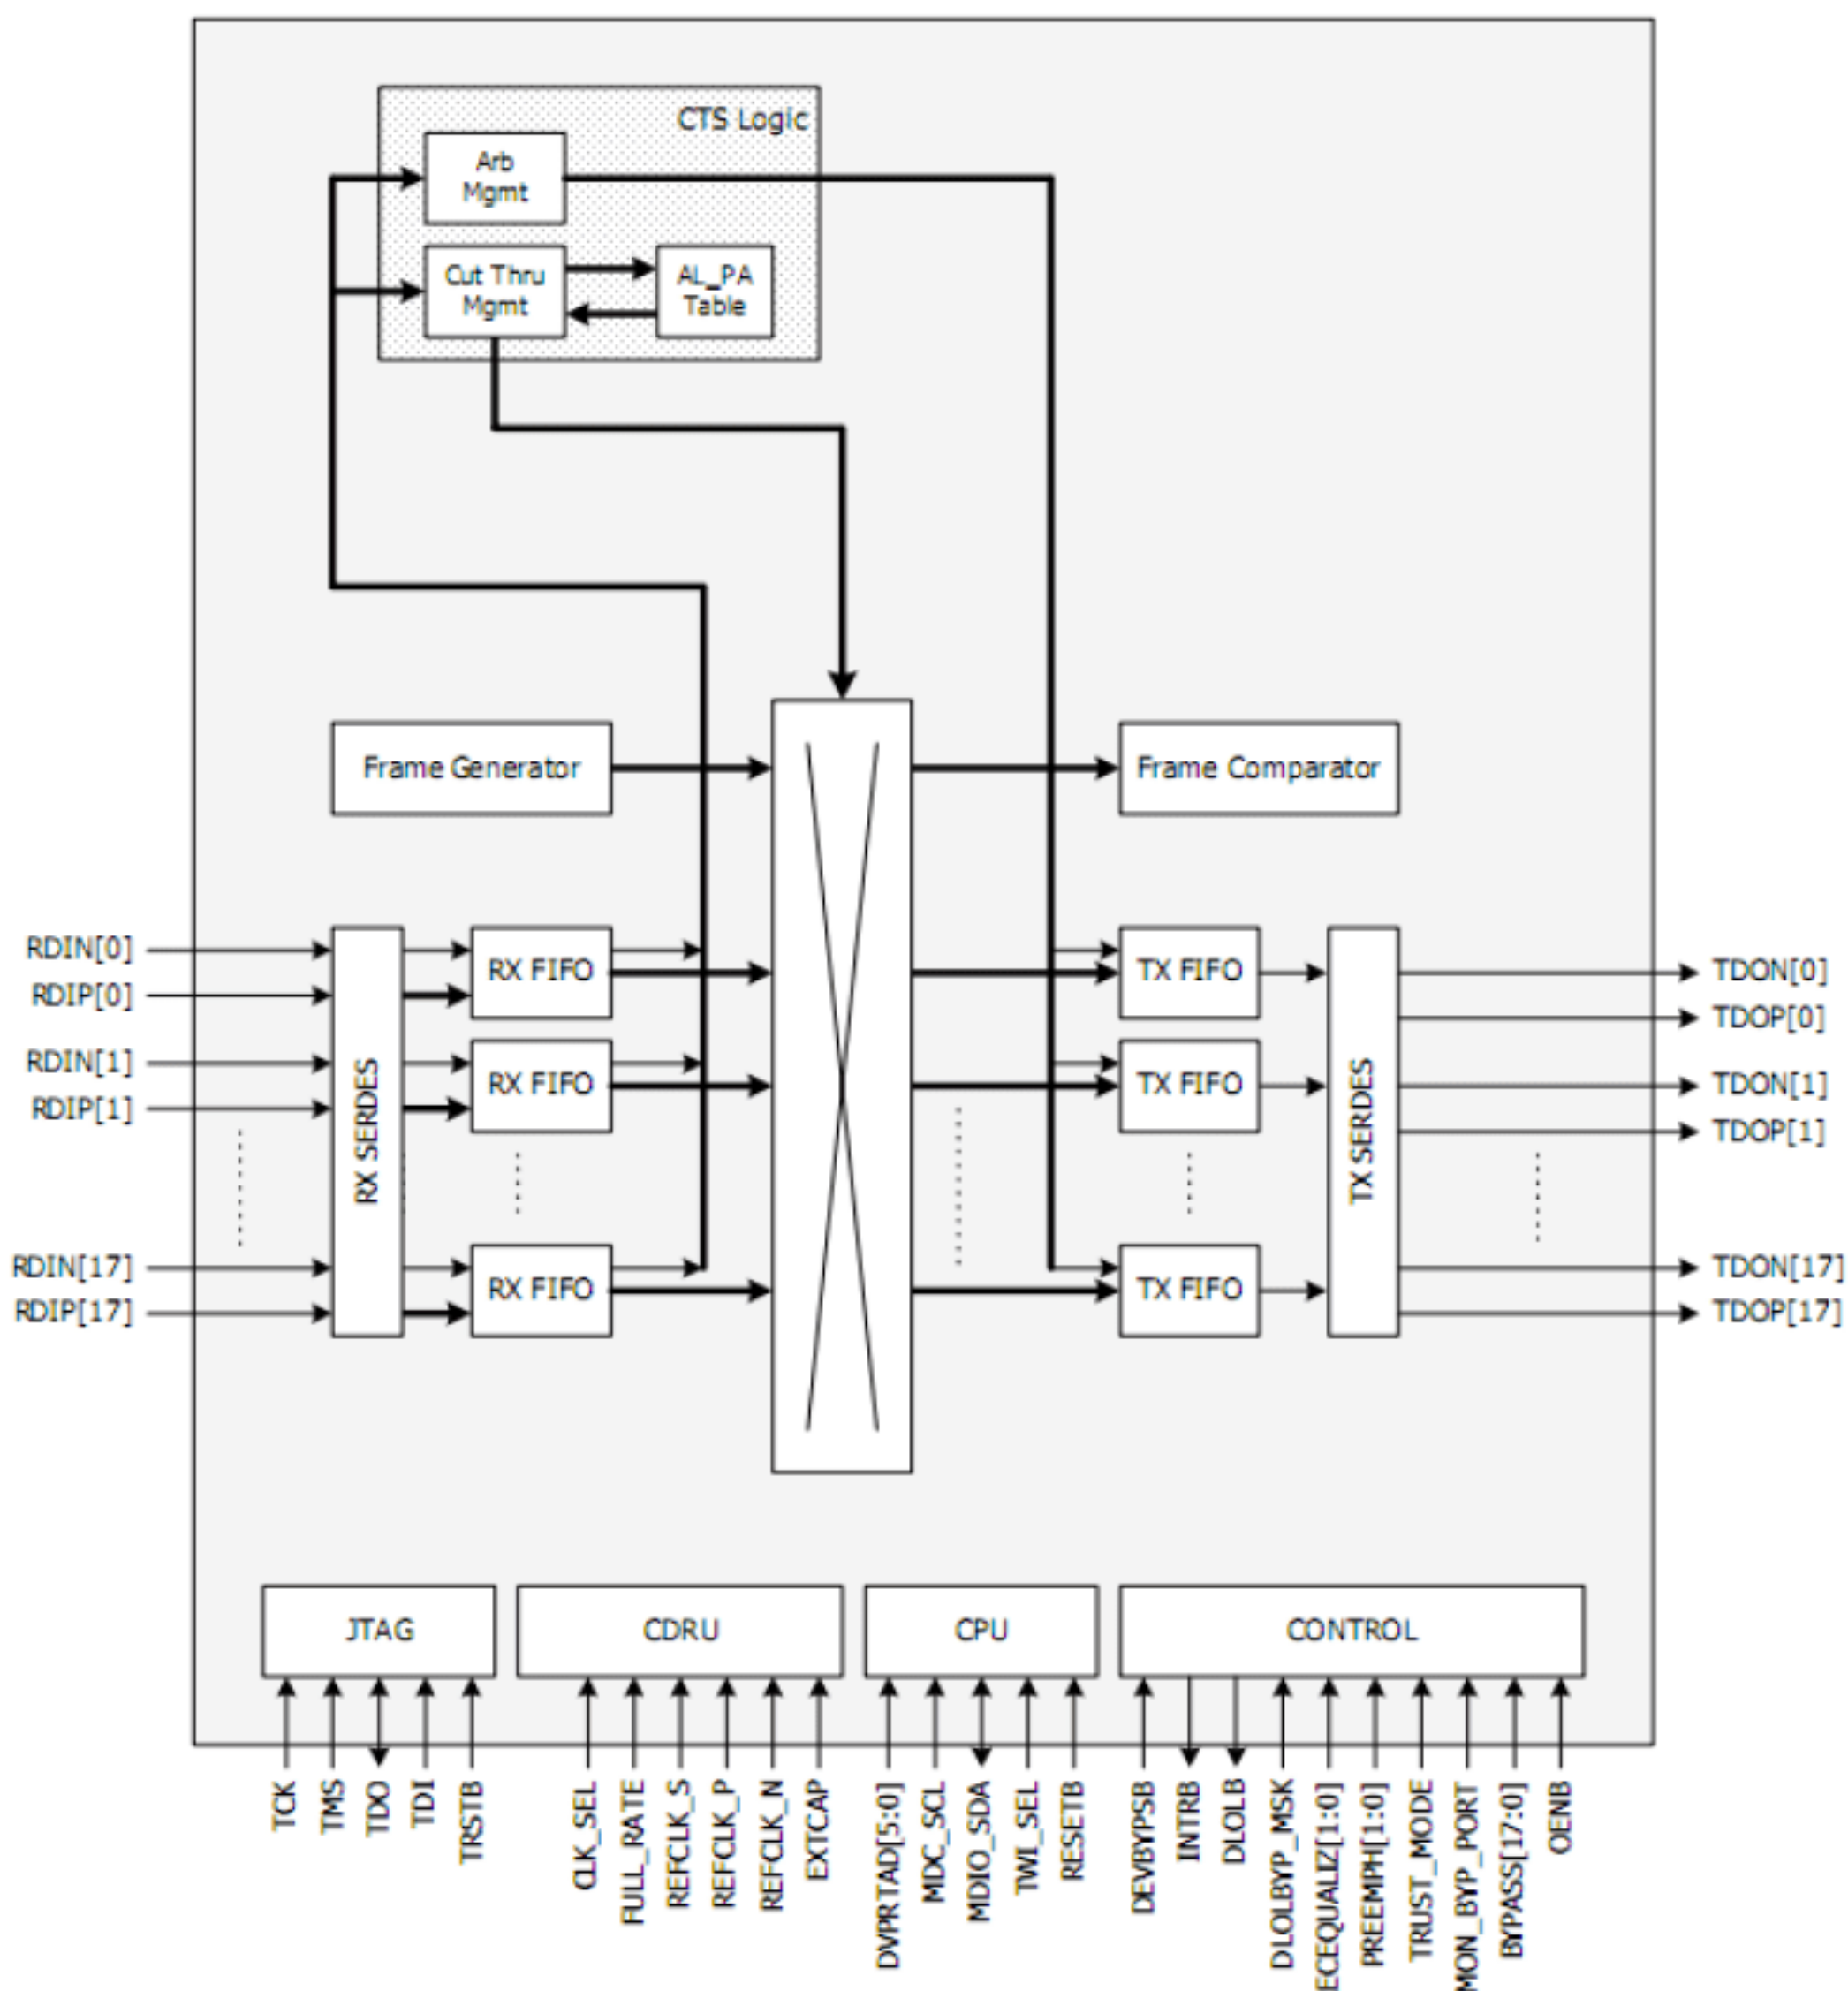 CTS Logic
Arb
Mgmt
Cut Thru
Mgmt
AL_PA
Table
Frame Generator
Frame Comparator
RDIN[0]
RDIP[0]
RDIN[1]
RDIP[1]
RDIN[17]
RDIP[17]
RX SERDES
RX FIFO
RX FIFO
RX FIFO
TX FIFO
TX FIFO
TX FIFO
TX SERDES
TDON[0]
TDOP[0]
TDON[1]
TDOP[1]
TDON[17]
TDOP[17]
JTAG
CDRU
CPU
CONTROL
TCK
TMS
TDO
TDI
TRSTB
CLK_SEL
FULL_RATE
REFCLK_S
REFCLK_P
REFCLK_N
EXTCAP
DVPRTAD[5:0]
MDC_SCL
MDIO_SDA
TWI_SEL
RESETB
DEVBYPSB
INTRB
DLOLB
DLOLBYP_MSK
ECEQUALIZ[1:0]
PREEMPH[1:0]
TRUST_MODE
MON_BYP_PORT
BYPASS[17:0]
OENB